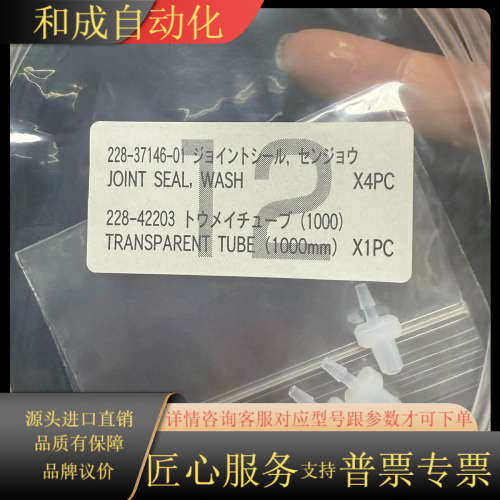 和成自动化
12
228-37146-01 ジョイントシール, センジョウ
JOINT SEAL, WASH X4PC
228-42203 トウメイチューブ (1000)
TRANSPARENT TUBE (1000mm) X1PC
源头进口直销
品质有保障
品牌议价
详情咨询客服对应型号跟参数才可下单
匠心服务 支持 普票专票